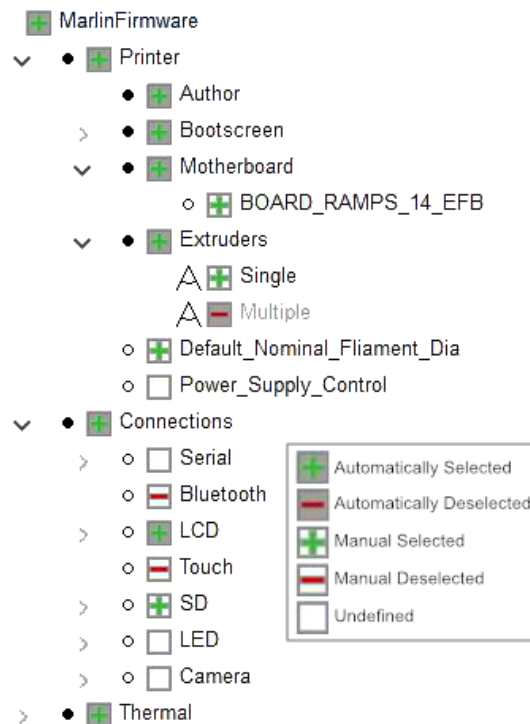 MarlinFirmware
Printer
Author
Bootscreen
Motherboard
BOARD_RAMPS_14_EFB
Extruders
Single
Multiple
Default_Nominal_Fliament_Dia
Power_Supply_Control
Connections
Serial
Bluetooth
LCD
Touch
SD
LED
Camera
Thermal
Automatically Selected
Automatically Deselected
Manual Selected
Manual Deselected
Undefined